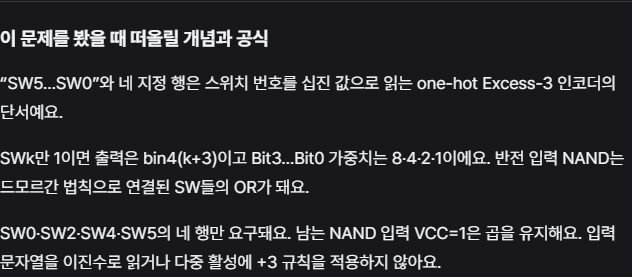 이 문제를 봤을 때 떠올릴 개념과 공식
“SW5...SW0”와 네 지정 행은 스위치 번호를 십진 값으로 읽는 one-hot Excess-3 인코더의
단서예요.
SWk만 1이면 출력은 bin4(k+3)이고 Bit3...Bit0 가중치는 8·4·2·1이에요. 반전 입력 NAND는
드모르간 법칙으로 연결된 SW들의 OR가 돼요.
SW0·SW2·SW4·SW5의 네 행만 요구돼요. 남는 NAND 입력 VCC=1은 곱을 유지해요. 입력
문자열을 이진수로 읽거나 다중 활성에 +3 규칙을 적용하지 않아요.